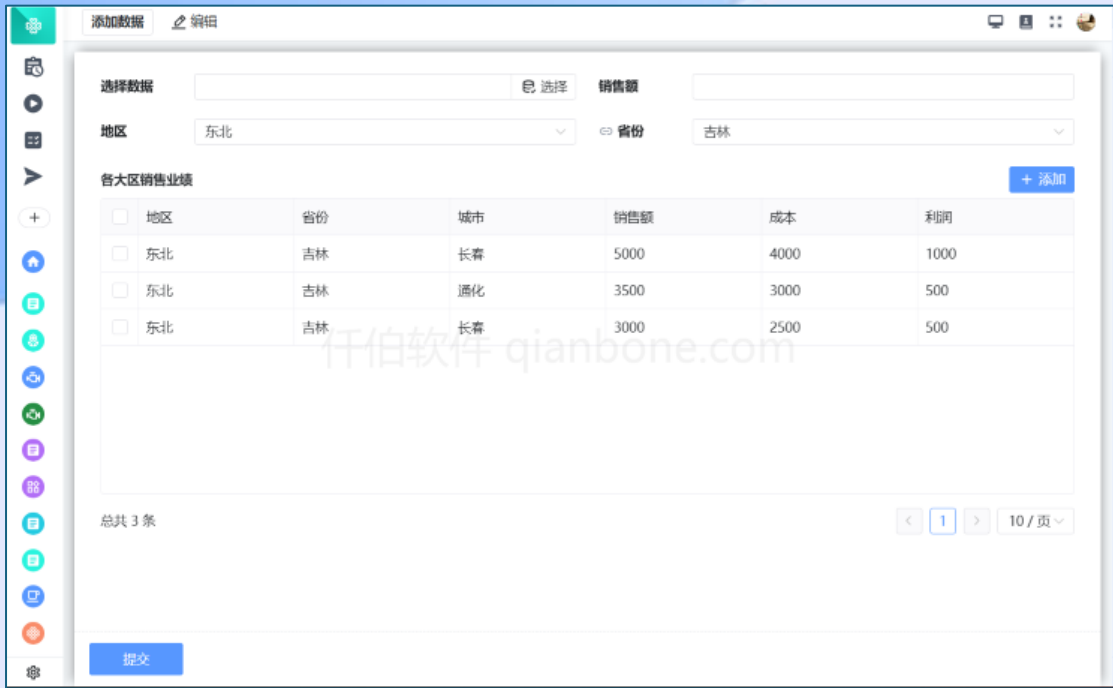 添加数据 编辑
选择数据 选择 销售额
地区 东北 省份 吉林
各大区销售业绩 + 添加
地区 省份 城市 销售额 成本 利润
东北 吉林 长春 5000 4000 1000
东北 吉林 通化 3500 3000 500
东北 吉林 长春 3000 2500 500
仟伯软件 qianbone.com
总共 3 条 < 1 > 10 / 页
提交